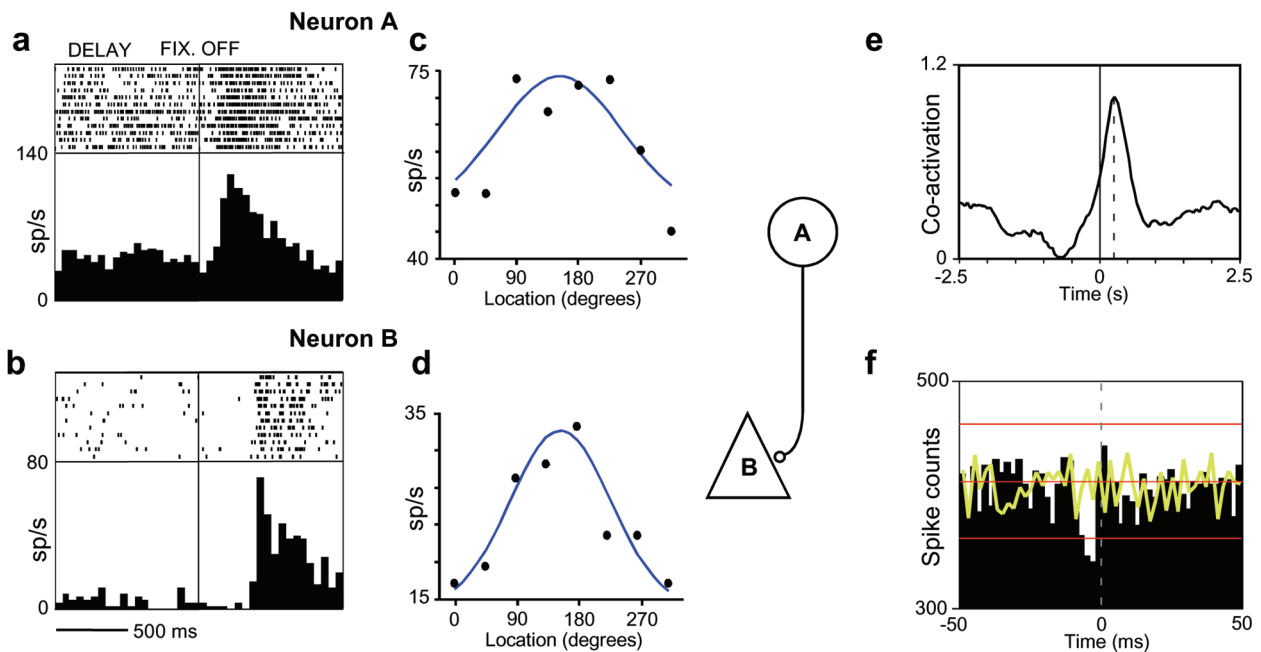 Neuron A
a
DELAY FIX. OFF
140
sp/s
0
c
75
sp/s
40
0 90 180 270
Location (degrees)
Neuron B
b
80
sp/s
0
500 ms
d
35
sp/s
15
0 90 180 270
Location (degrees)
A
B
e
1.2
Co-activation
0
-2.5 0 2.5
Time (s)
f
500
Spike counts
300
-50 0 50
Time (ms)